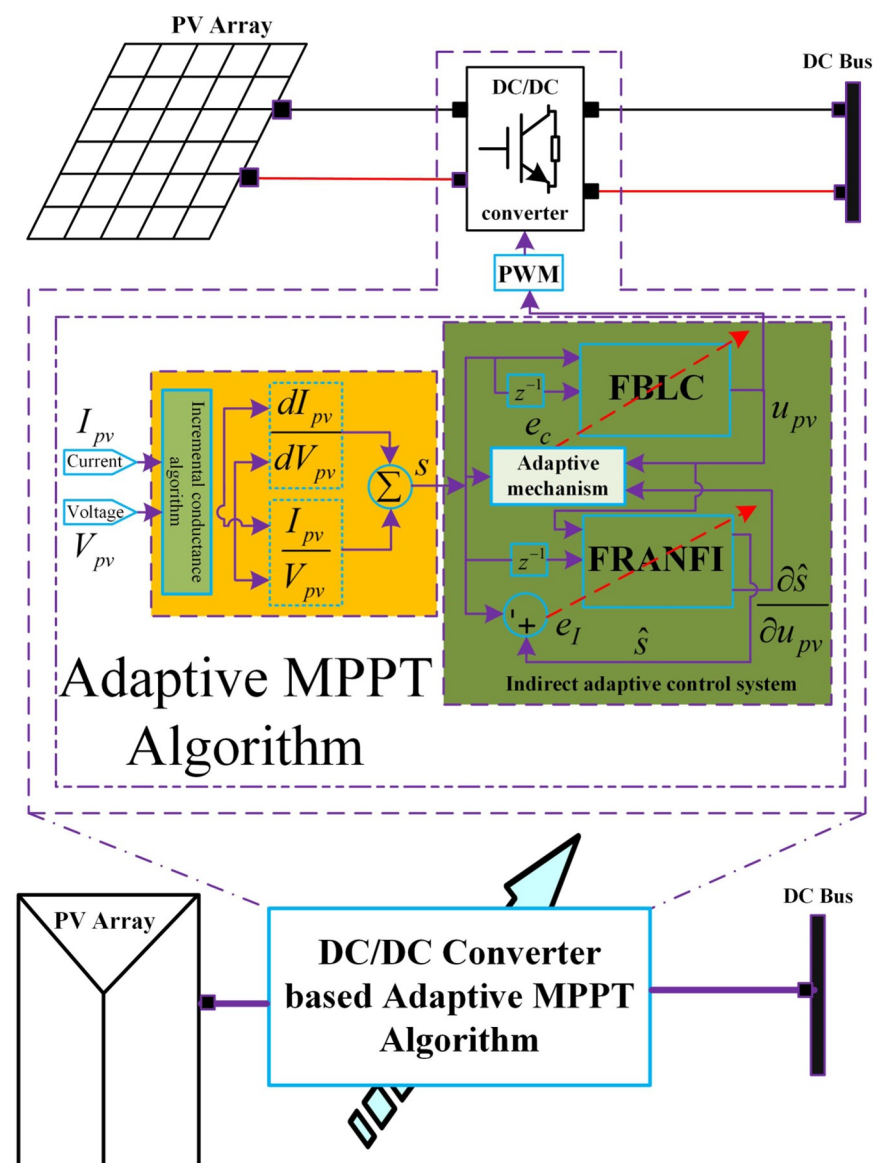 PV Array
DC Bus
DC/DC
converter
PWM
I_pv
Current
Voltage
V_pv
Incremental conductance
algorithm
dI_pv
dV_pv
I_pv
V_pv
Σ
s
z⁻¹
FBLC
e_c
u_pv
Adaptive
mechanism
z⁻¹
FRANFI
-
+
e_I
ŝ
∂ŝ
∂u_pv
Indirect adaptive control system
Adaptive MPPT
Algorithm
PV Array
DC Bus
DC/DC Converter
based Adaptive MPPT
Algorithm